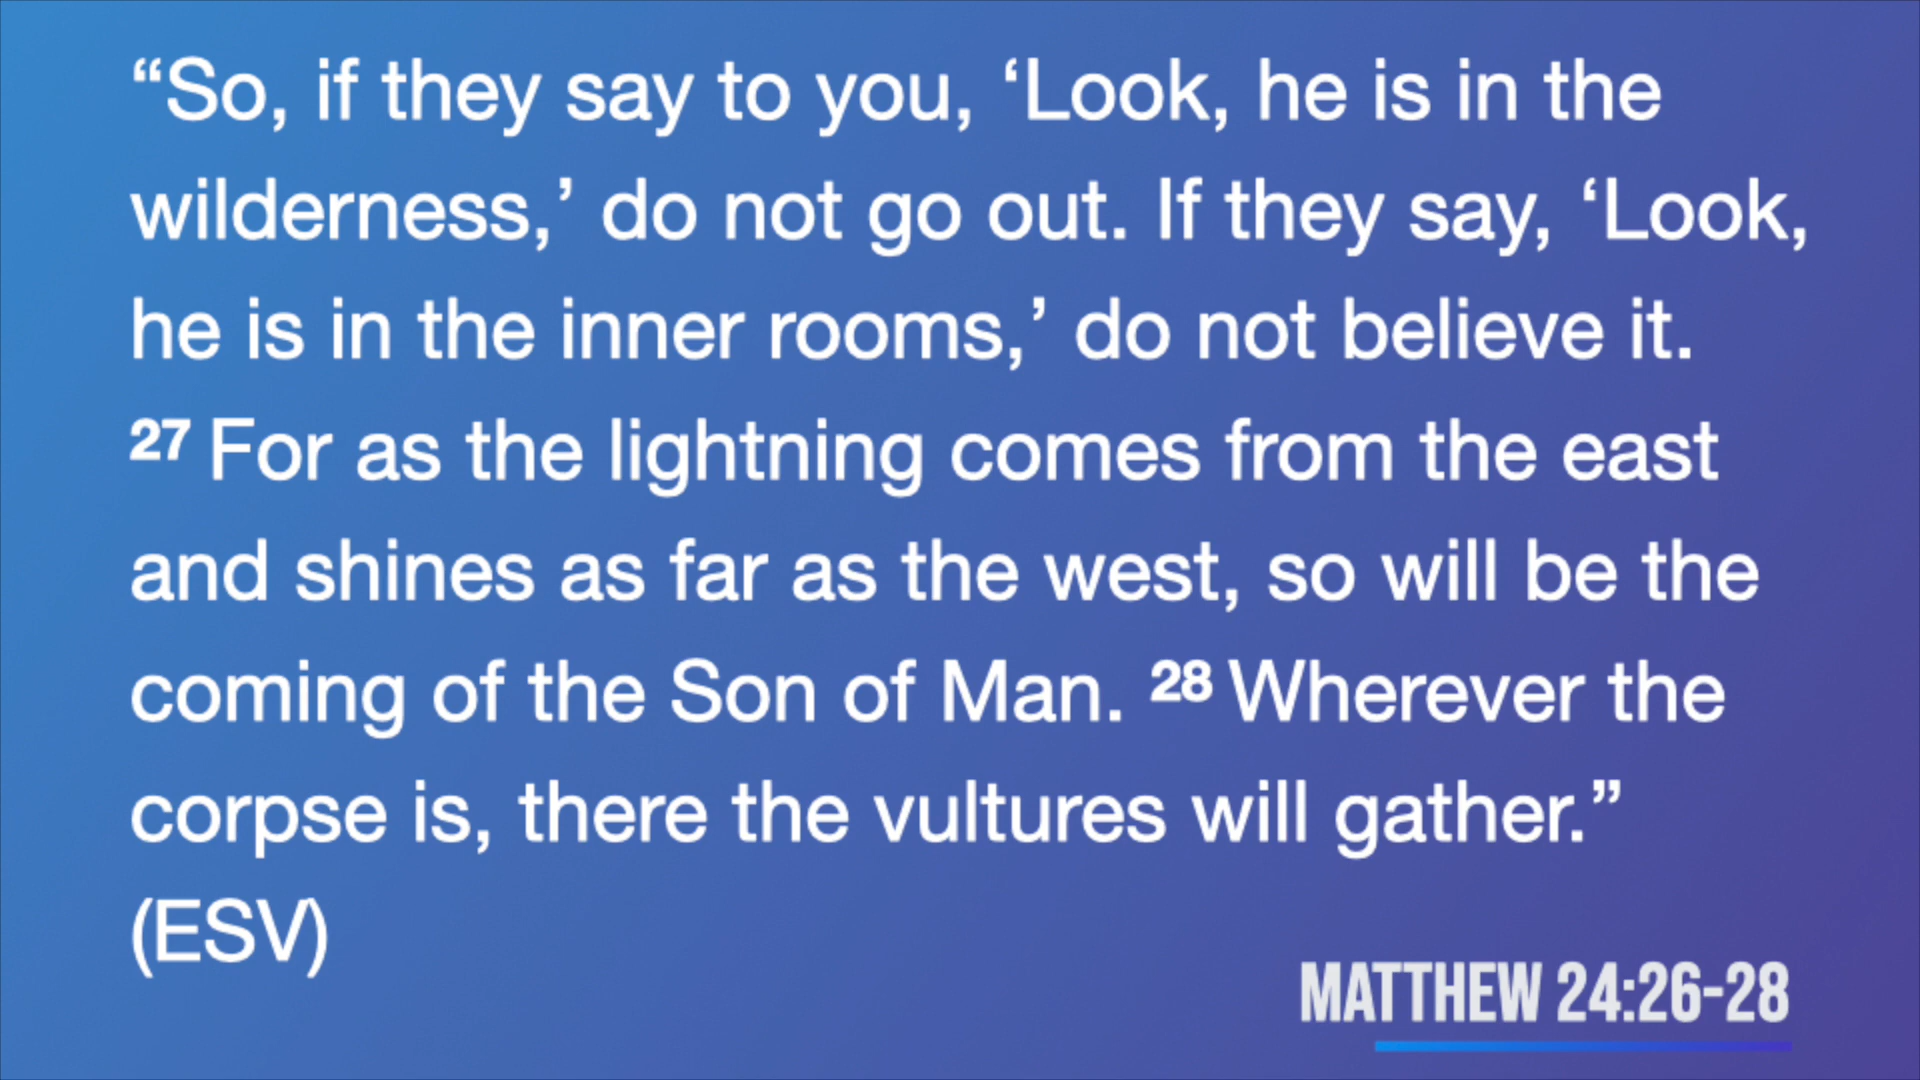 “So, if they say to you, ‘Look, he is in the
wilderness,’ do not go out. If they say, ‘Look,
he is in the inner rooms,’ do not believe it.
27 For as the lightning comes from the east
and shines as far as the west, so will be the
coming of the Son of Man. 28 Wherever the
corpse is, there the vultures will gather.”
(ESV)
MATTHEW 24:26-28